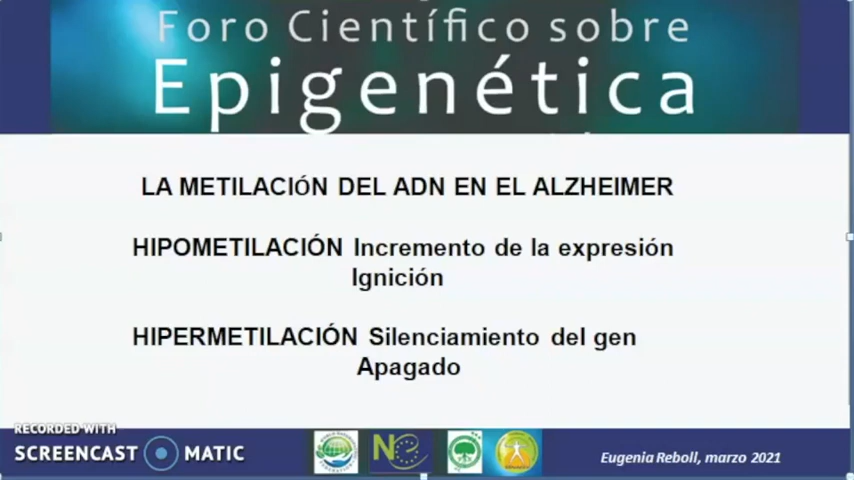 Foro Científico sobre
Epigenética
LA METILACIÓN DEL ADN EN EL ALZHEIMER
HIPOMETILACIÓN Incremento de la expresión
Ignición
HIPERMETILACIÓN Silenciamiento del gen
Apagado
RECORDED WITH
SCREENCAST MATIC
Ne
Eugenia Reboll, marzo 2021